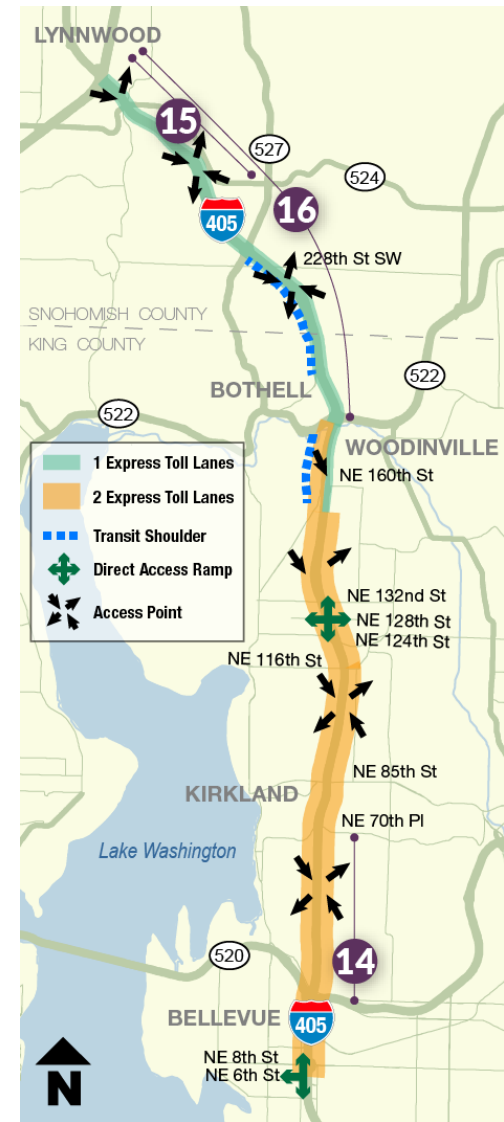 LYNNWOOD
15
527
524
16
405
228th St SW
SNOHOMISH COUNTY
KING COUNTY
BOTHELL
522
522
WOODINVILLE
1 Express Toll Lanes
2 Express Toll Lanes
Transit Shoulder
Direct Access Ramp
Access Point
NE 160th St
NE 132nd St
NE 128th St
NE 124th St
NE 116th St
NE 85th St
KIRKLAND
NE 70th Pl
Lake Washington
520
14
BELLEVUE
405
NE 8th St
NE 6th St
N